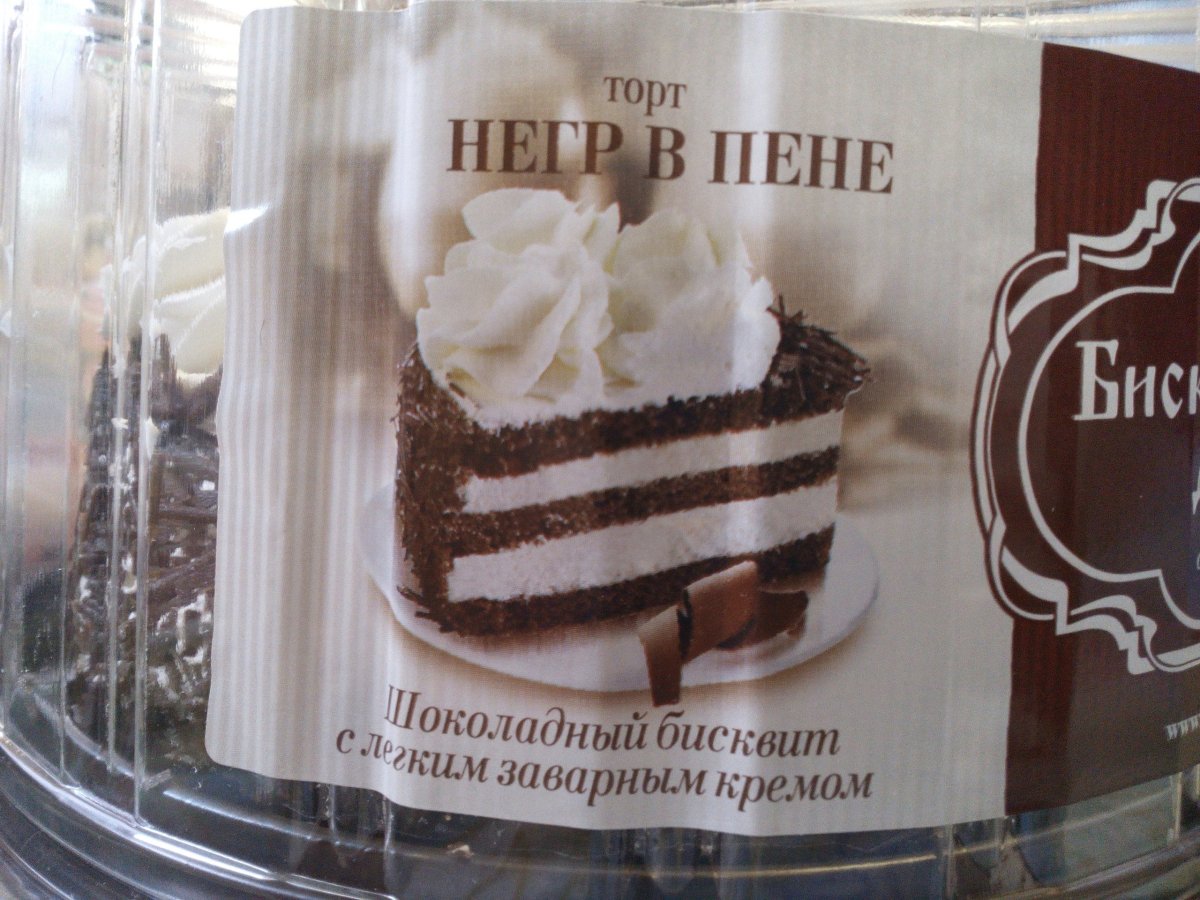 торт
НЕГР В ПЕНЕ
Шоколадный бисквит
с легким заварным кремом